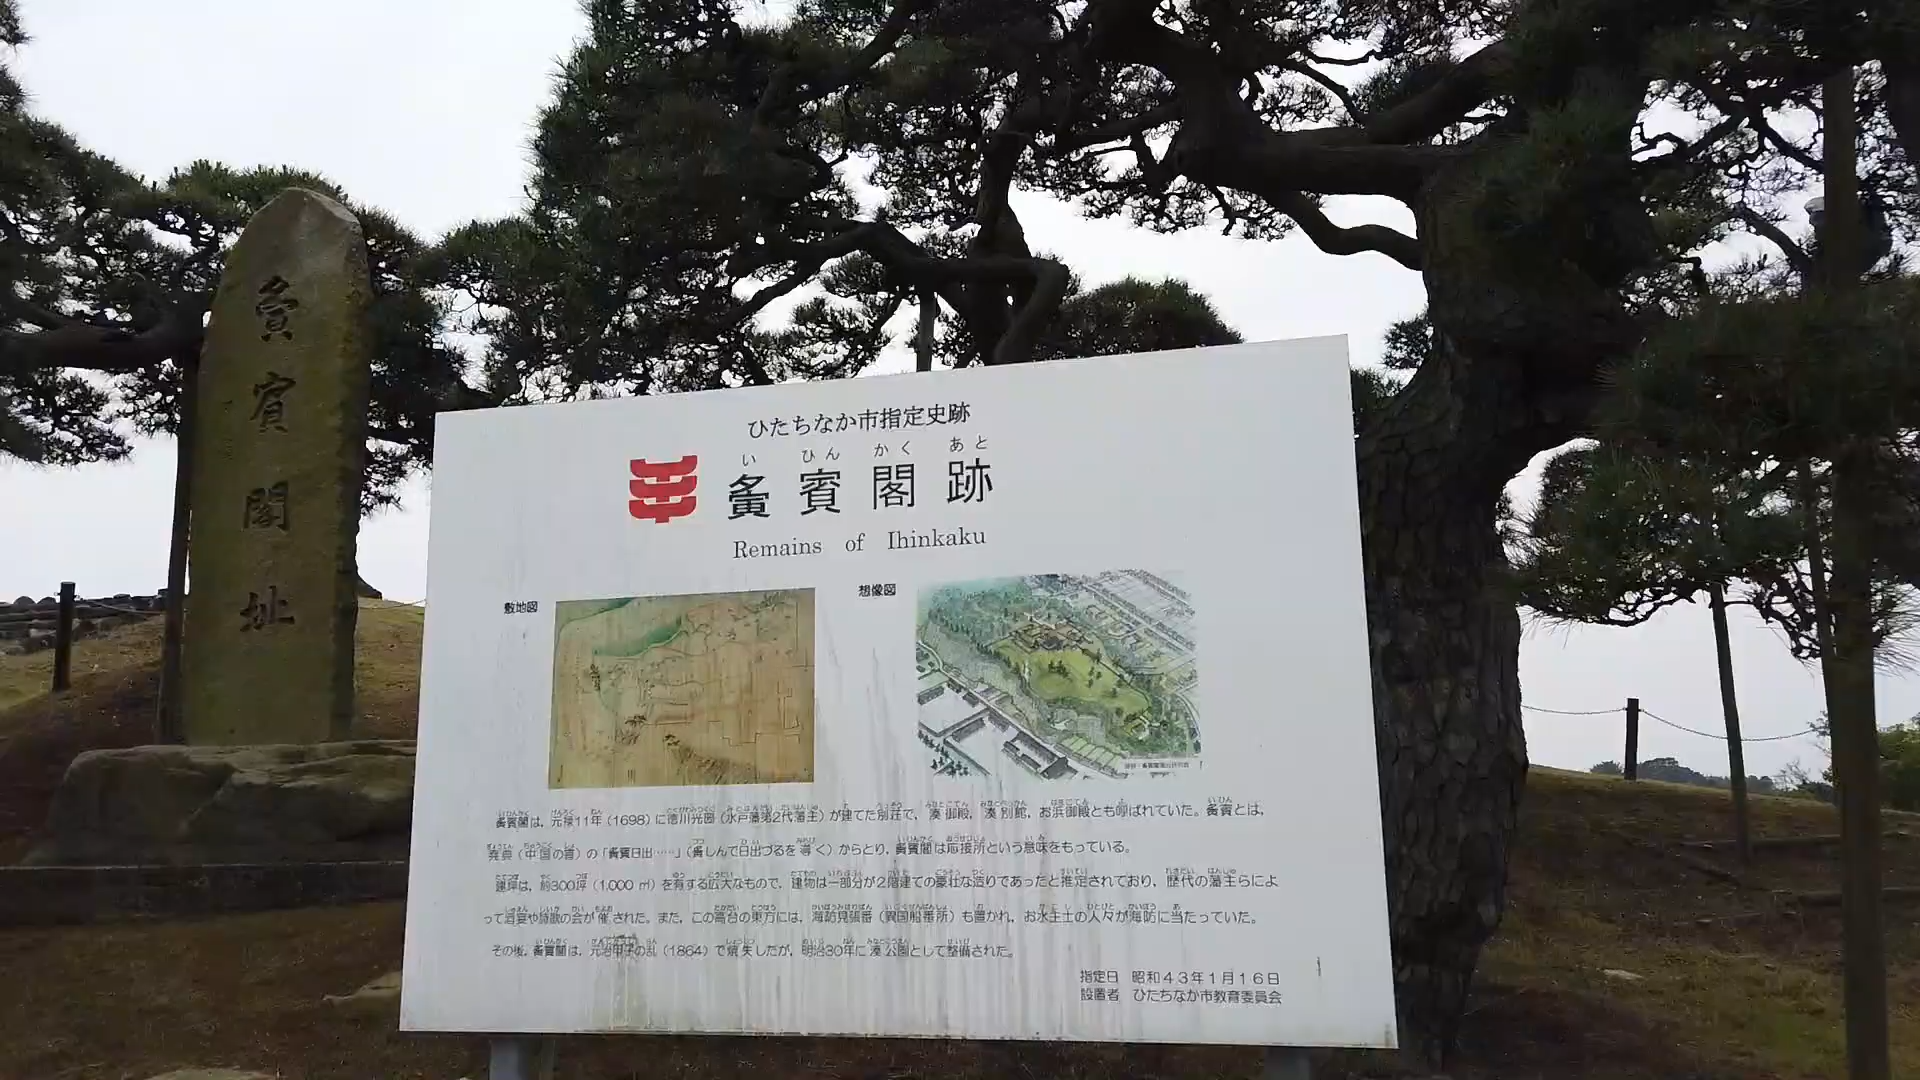 夤賓閣址
ひたちなか市指定史跡
い ひん かく あと
夤賓閣跡
Remains of Ihinkaku
敷地図
想像図
夤賓閣は，元禄11年（1698）に徳川光圀（水戸藩第2代藩主）が建てた別荘で，湊御殿，湊別館，お浜御殿とも呼ばれていた。夤賓とは，
堯典（中国の書）の「夤賓日出……」（夤しんで日出づるを導く）からとり，夤賓閣は応接所という意味をもっている。
建坪は，約300坪（1,000 ㎡）を有する広大なもので，建物は一部分が2階建ての豪壮な造りであったと推定されており，歴代の藩主らによ
って酒宴や詩歌の会が催された。また，この高台の東方には，海防見張番（異国船番所）も置かれ，お水主士の人々が海防に当たっていた。
その後，夤賓閣は，元治甲子の乱（1864）で焼失したが，明治30年に湊公園として整備された。
指定日　昭和４３年１月１６日
設置者　ひたちなか市教育委員会